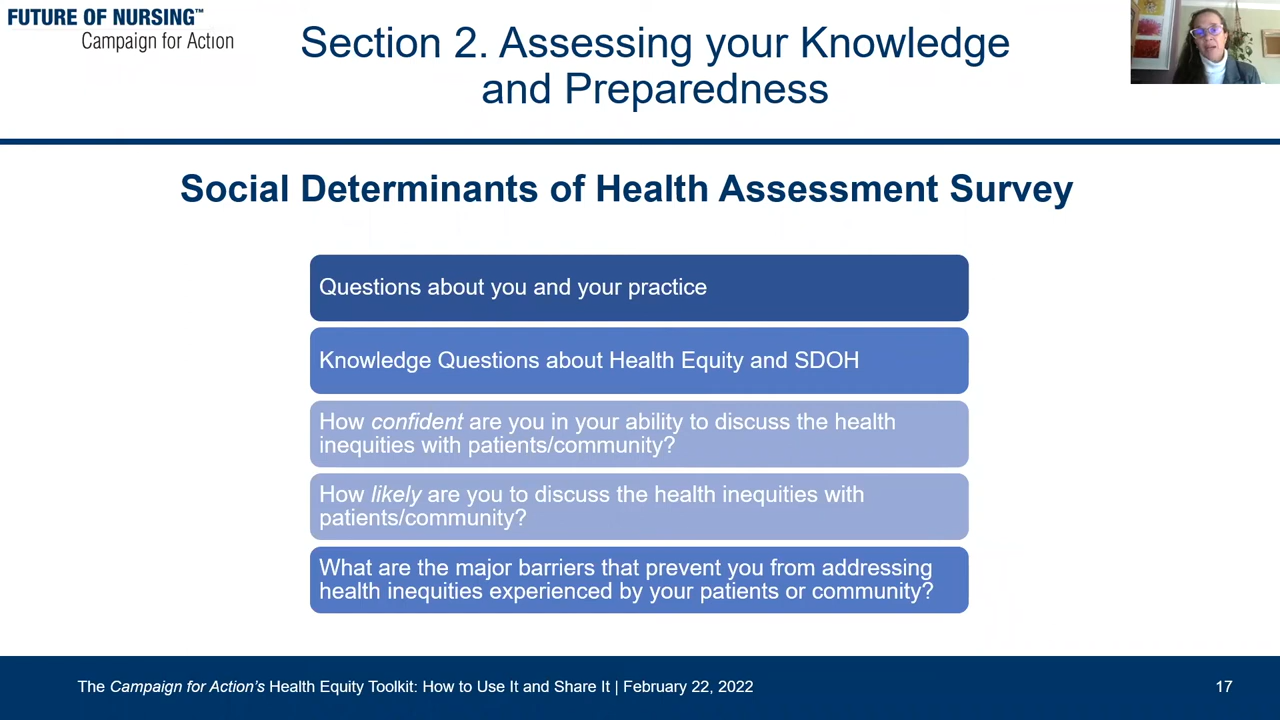 FUTURE OF NURSING™
Campaign for Action
Section 2. Assessing your Knowledge
and Preparedness
Social Determinants of Health Assessment Survey
Questions about you and your practice
Knowledge Questions about Health Equity and SDOH
How confident are you in your ability to discuss the health
inequities with patients/community?
How likely are you to discuss the health inequities with
patients/community?
What are the major barriers that prevent you from addressing
health inequities experienced by your patients or community?
The Campaign for Action's Health Equity Toolkit: How to Use It and Share It | February 22, 2022
17